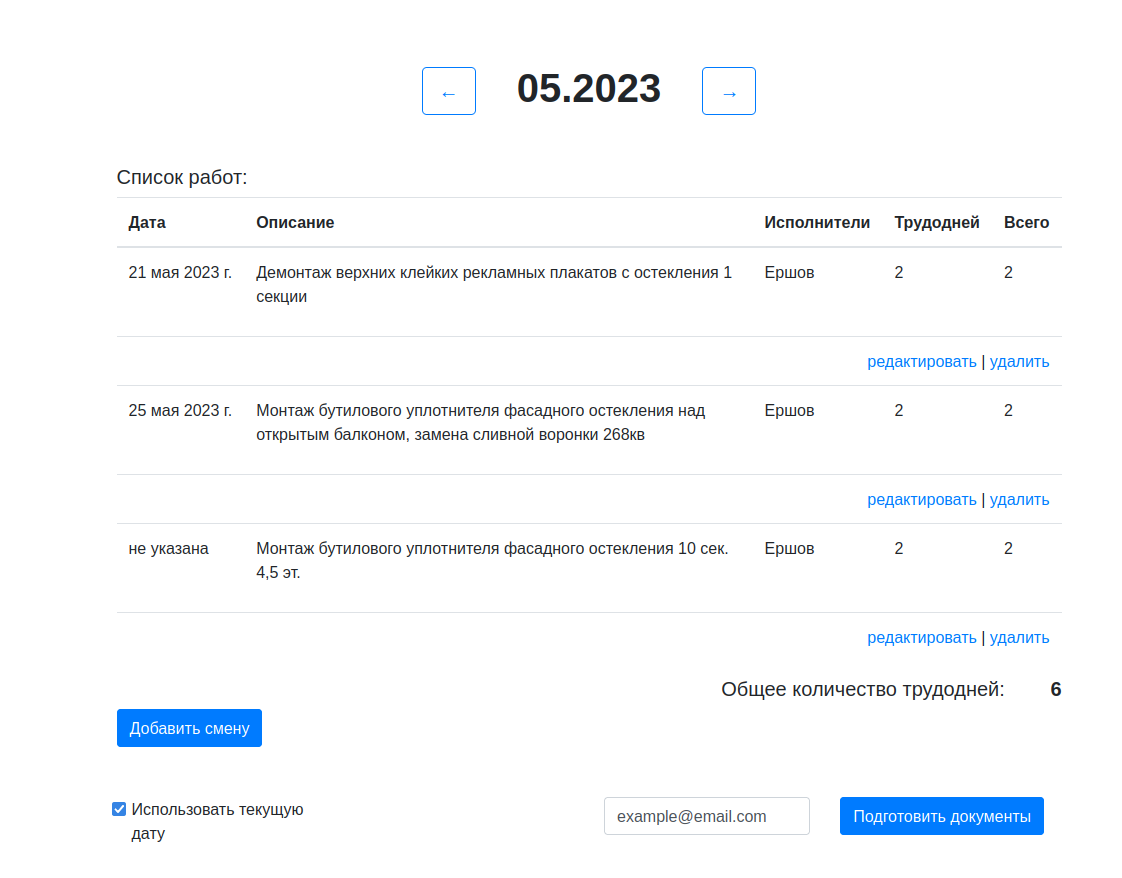 ← 05.2023 →
Список работ:
Дата Описание Исполнители Трудодней Всего
21 мая 2023 г. Демонтаж верхних клейких рекламных плакатов с остекления 1 Ершов 2 2
секции
редактировать | удалить
25 мая 2023 г. Монтаж бутилового уплотнителя фасадного остекления над Ершов 2 2
открытым балконом, замена сливной воронки 268кв
редактировать | удалить
не указана Монтаж бутилового уплотнителя фасадного остекления 10 сек. Ершов 2 2
4,5 эт.
редактировать | удалить
Общее количество трудодней: 6
Добавить смену
Использовать текущую example@email.com Подготовить документы
дату